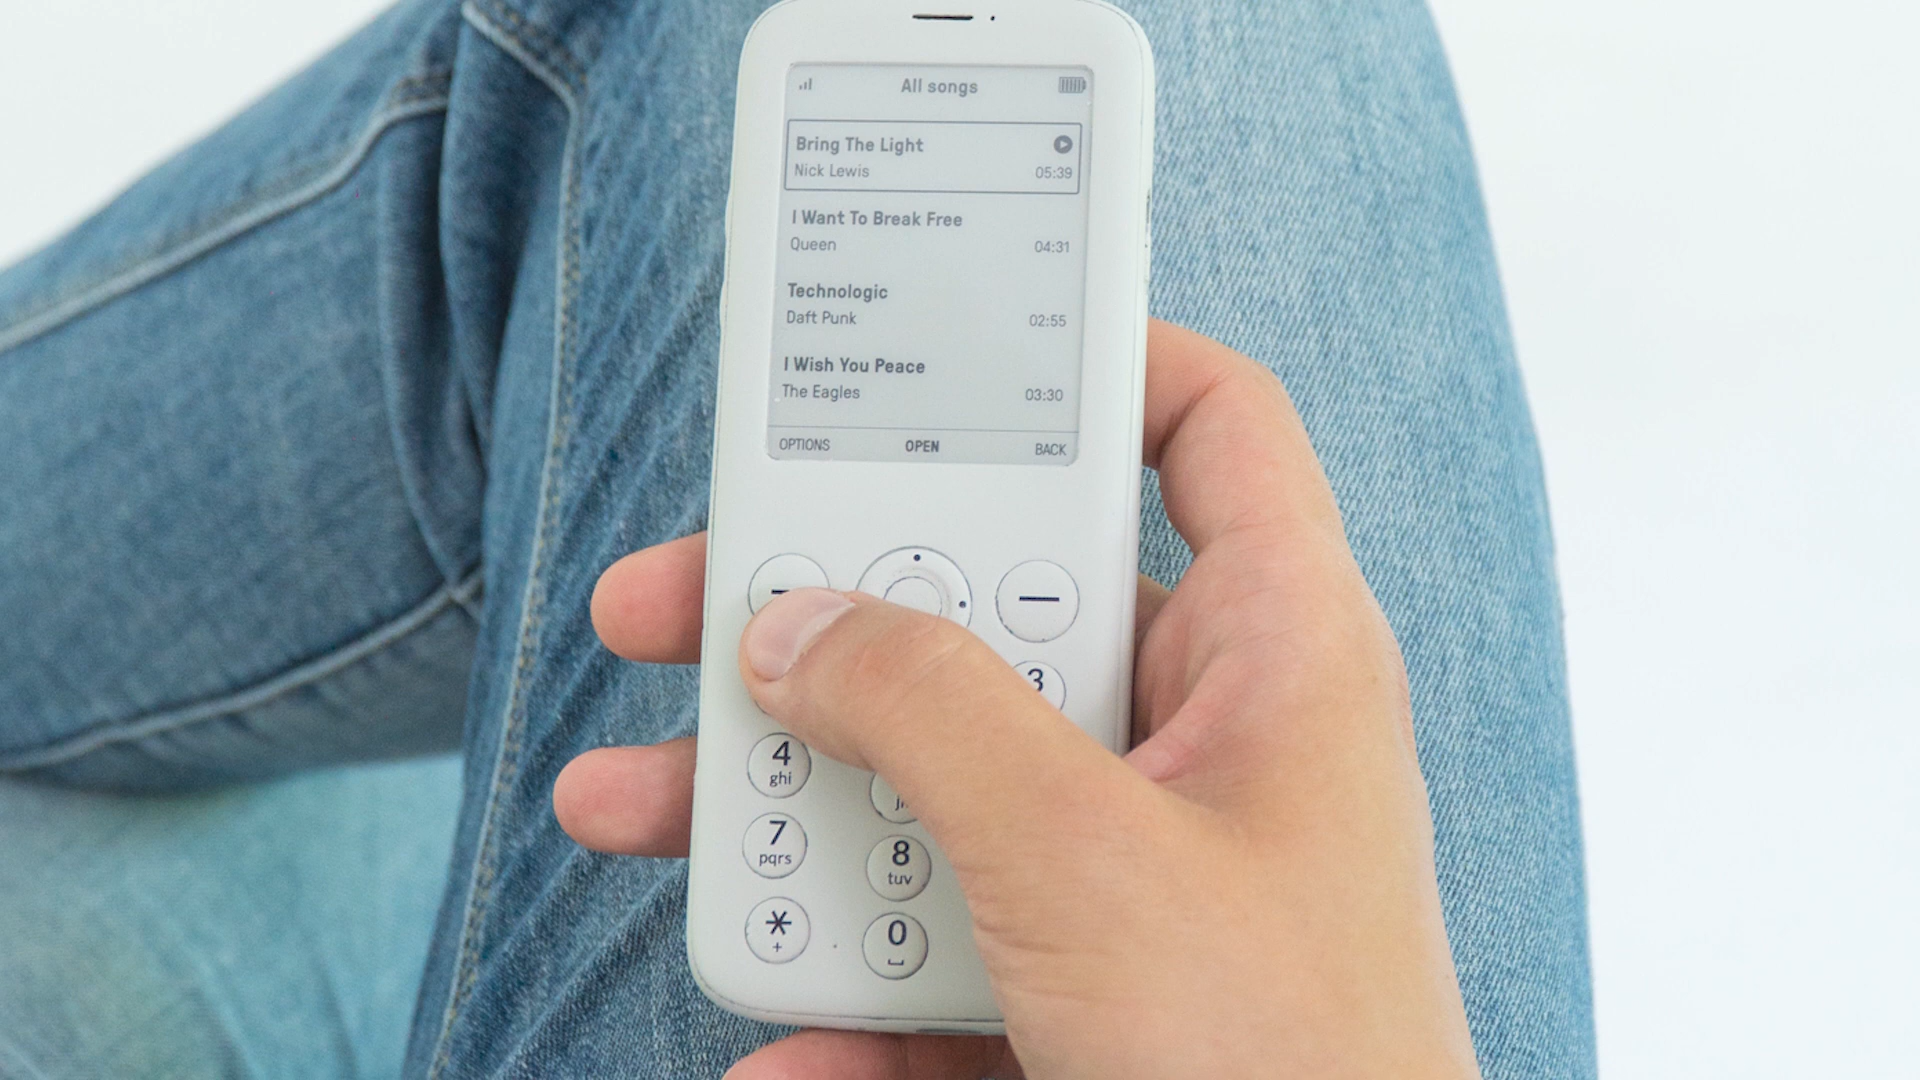 All songs
Bring The Light
Nick Lewis 05:39
I Want To Break Free
Queen 04:31
Technologic
Daft Punk 02:55
I Wish You Peace
The Eagles 03:30
OPTIONS OPEN BACK
3
4
ghi
7 8
pqrs tuv
* 0
+